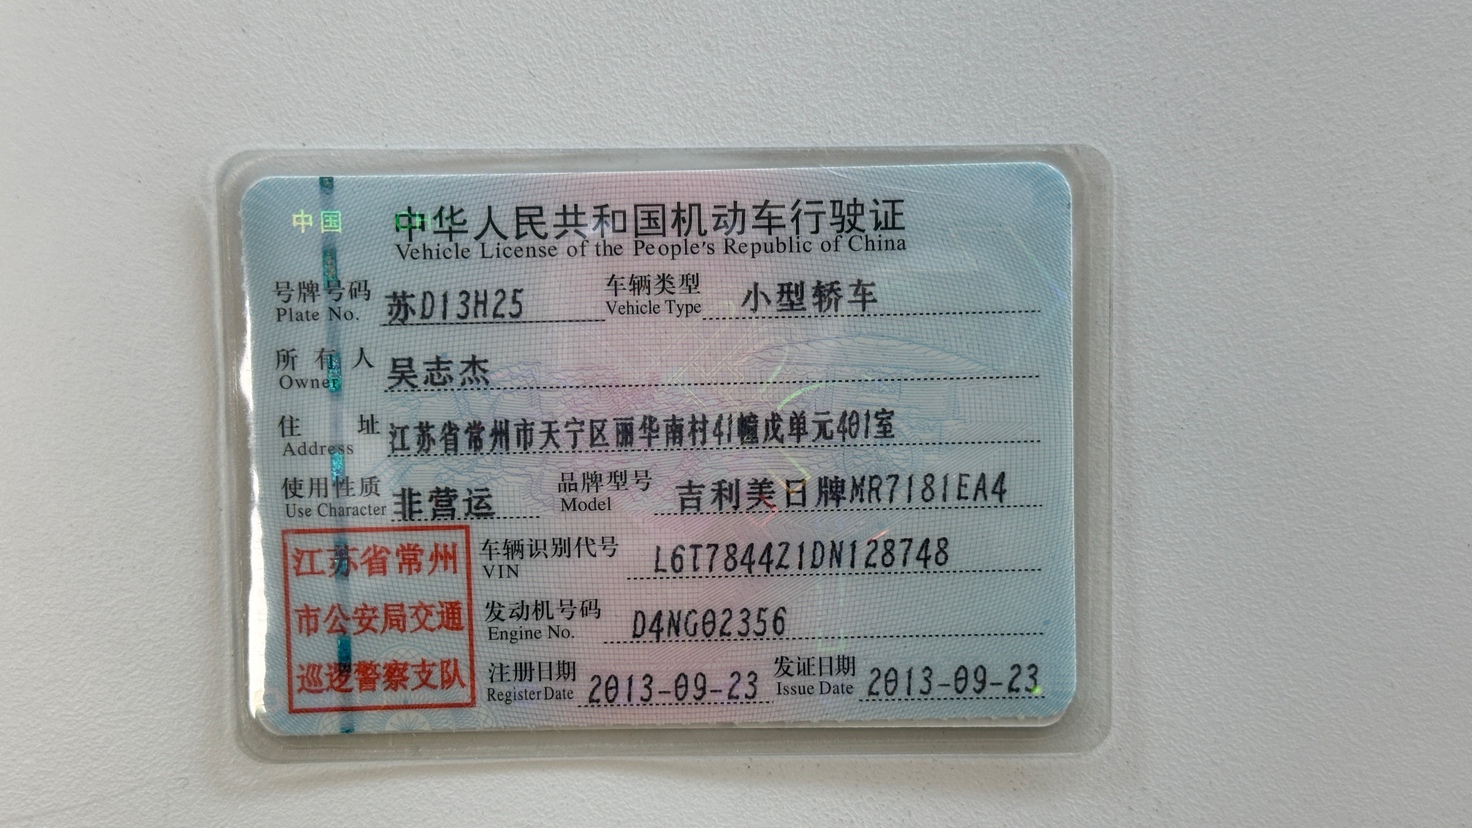 中国
中华人民共和国机动车行驶证
Vehicle License of the People's Republic of China
号牌号码 苏D13H25 车辆类型 小型轿车
Plate No. Vehicle Type
所有人 吴志杰
Owner
住址 江苏省常州市天宁区丽华南村41幢戊单元401室
Address
使用性质 非营运 品牌型号 吉利美日牌MR7181EA4
Use Character Model
江苏省常州
市公安局交通
巡逻警察支队
车辆识别代号 L6T7844Z1DN128748
VIN
发动机号码 D4NG02356
Engine No.
注册日期 2013-09-23 发证日期 2013-09-23
Register Date Issue Date